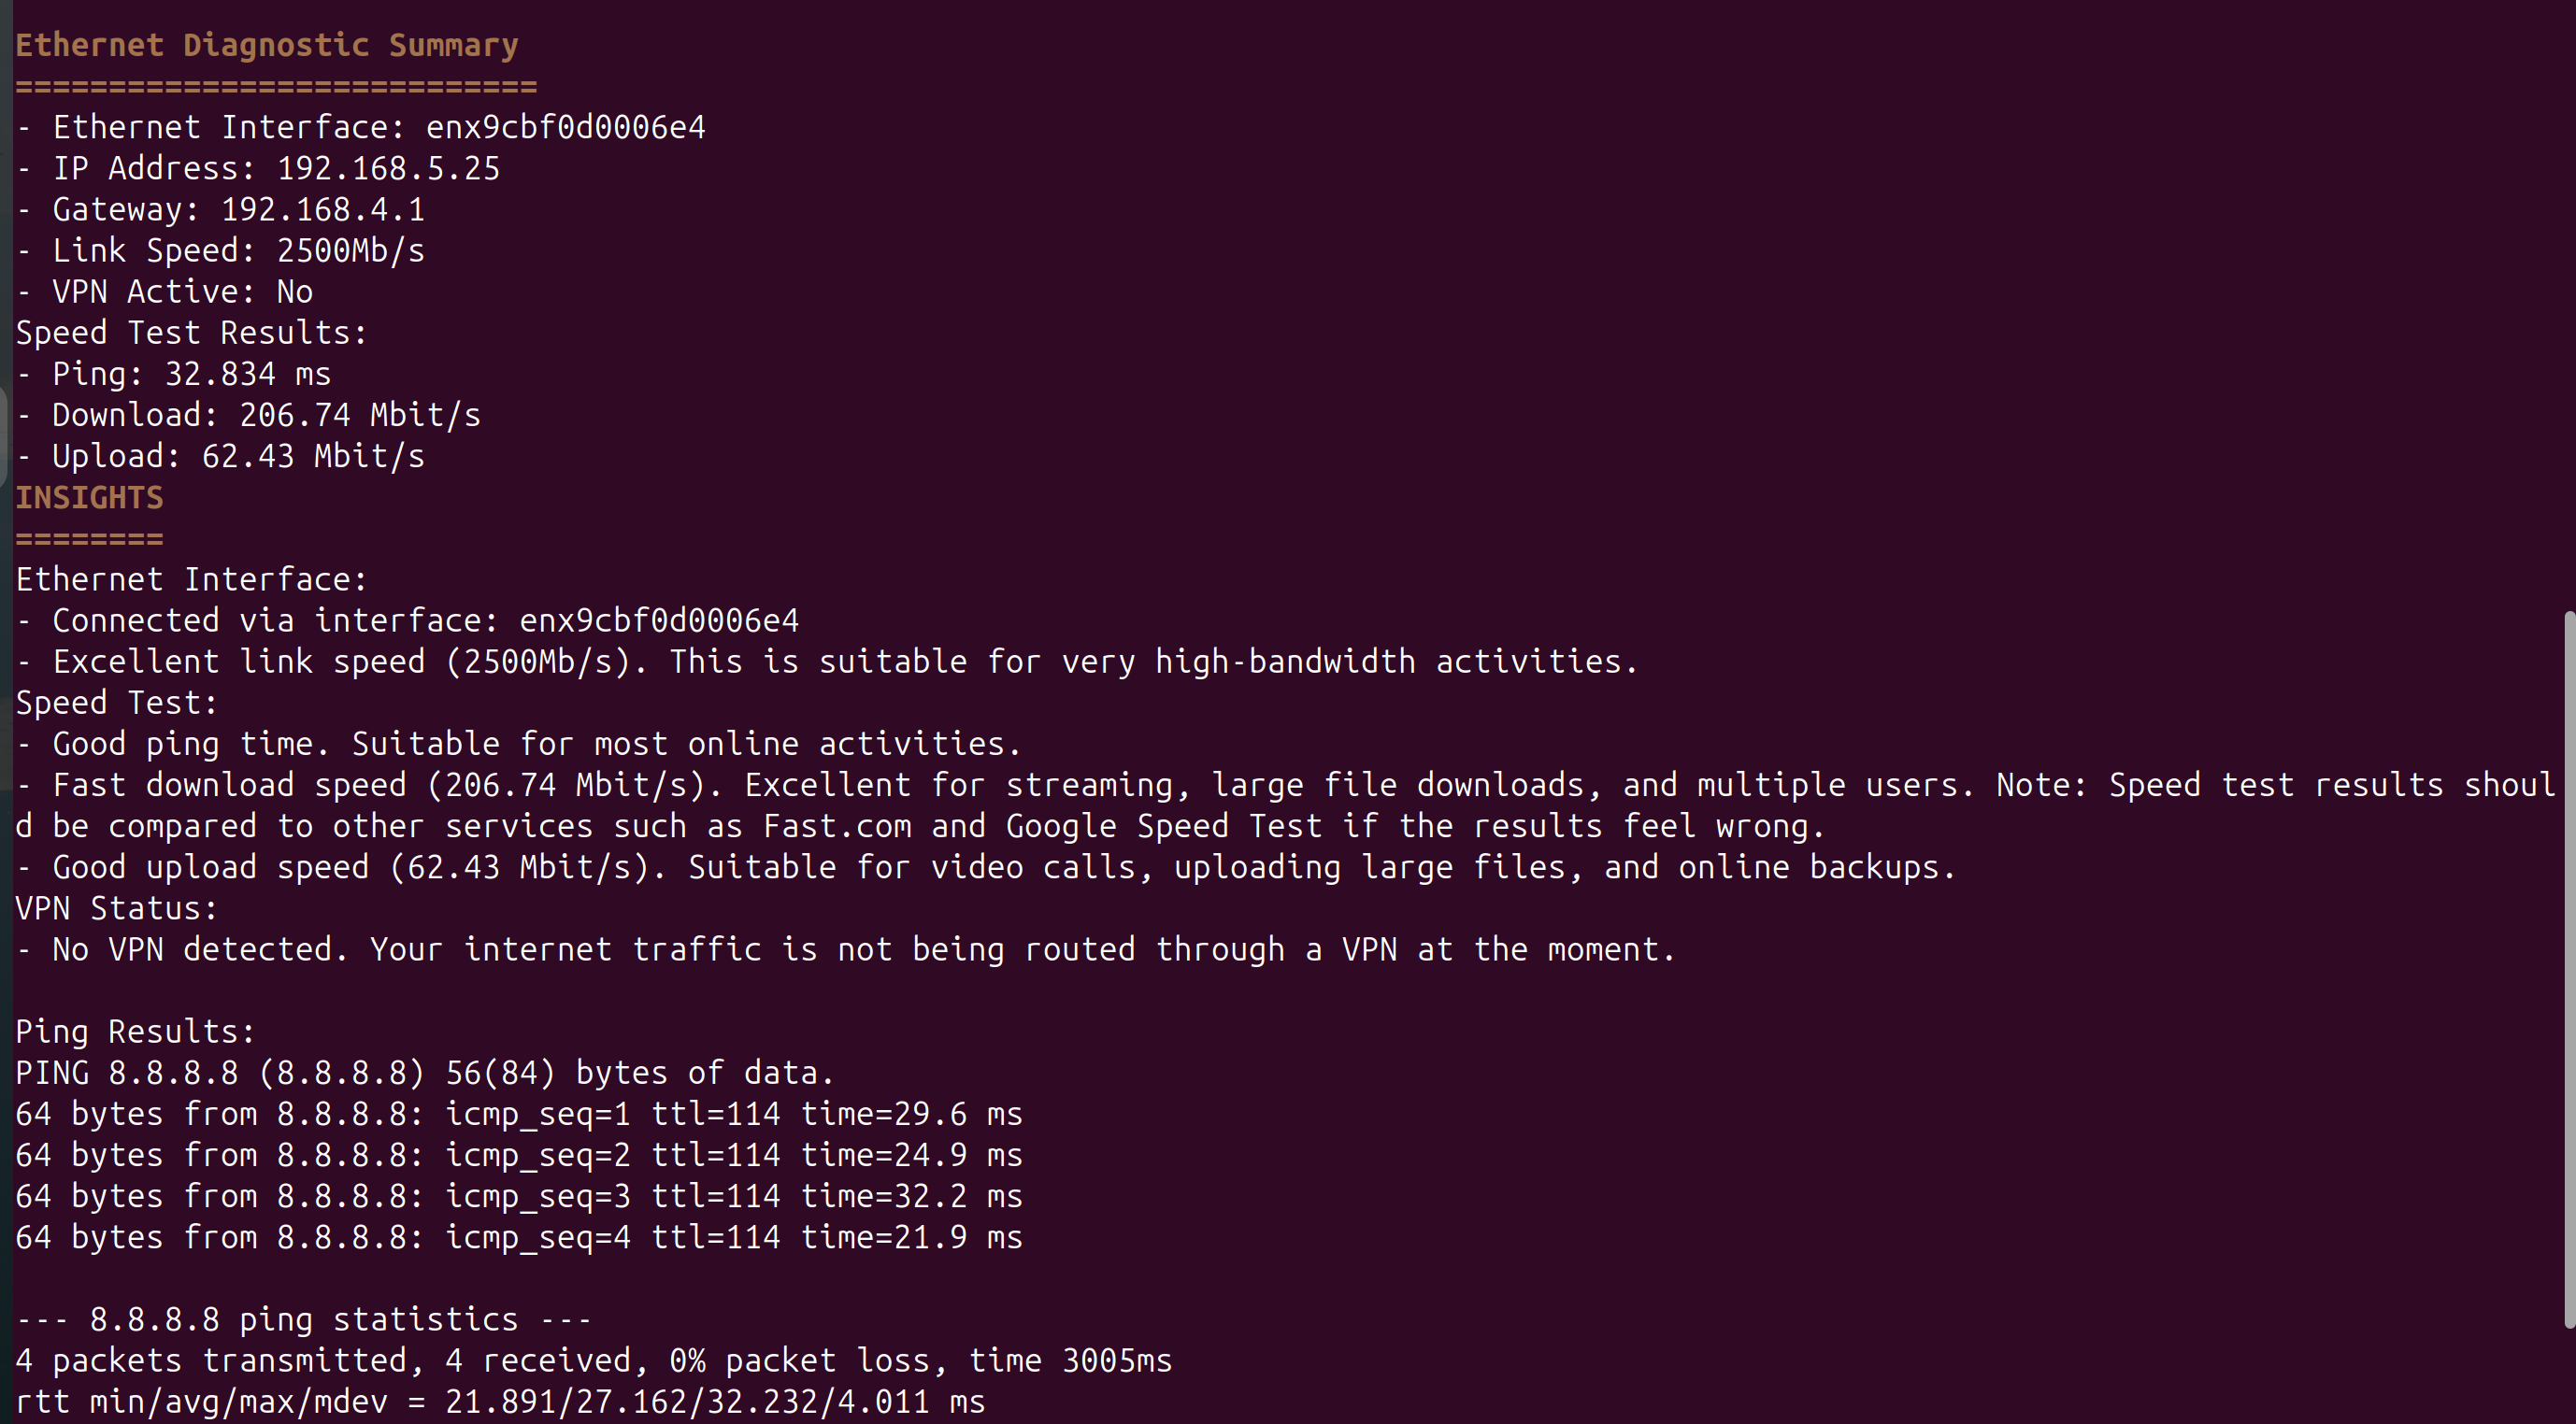 Ethernet Diagnostic Summary
============================
- Ethernet Interface: enx9cbf0d0006e4
- IP Address: 192.168.5.25
- Gateway: 192.168.4.1
- Link Speed: 2500Mb/s
- VPN Active: No
Speed Test Results:
- Ping: 32.834 ms
- Download: 206.74 Mbit/s
- Upload: 62.43 Mbit/s
INSIGHTS
========
Ethernet Interface:
- Connected via interface: enx9cbf0d0006e4
- Excellent link speed (2500Mb/s). This is suitable for very high-bandwidth activities.
Speed Test:
- Good ping time. Suitable for most online activities.
- Fast download speed (206.74 Mbit/s). Excellent for streaming, large file downloads, and multiple users. Note: Speed test results shoul
d be compared to other services such as Fast.com and Google Speed Test if the results feel wrong.
- Good upload speed (62.43 Mbit/s). Suitable for video calls, uploading large files, and online backups.
VPN Status:
- No VPN detected. Your internet traffic is not being routed through a VPN at the moment.

Ping Results:
PING 8.8.8.8 (8.8.8.8) 56(84) bytes of data.
64 bytes from 8.8.8.8: icmp_seq=1 ttl=114 time=29.6 ms
64 bytes from 8.8.8.8: icmp_seq=2 ttl=114 time=24.9 ms
64 bytes from 8.8.8.8: icmp_seq=3 ttl=114 time=32.2 ms
64 bytes from 8.8.8.8: icmp_seq=4 ttl=114 time=21.9 ms

--- 8.8.8.8 ping statistics ---
4 packets transmitted, 4 received, 0% packet loss, time 3005ms
rtt min/avg/max/mdev = 21.891/27.162/32.232/4.011 ms